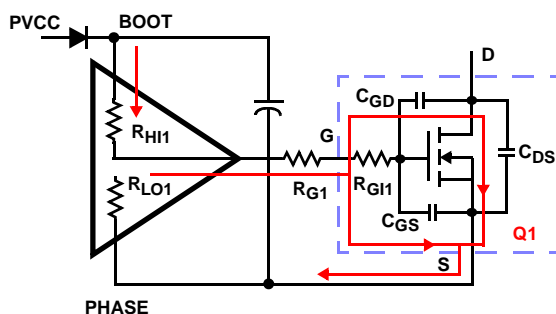 PVCC
BOOT
D
CGD
RHI1
G
CDS
RLO1
RG1
RGI1
CGS
Q1
S
PHASE